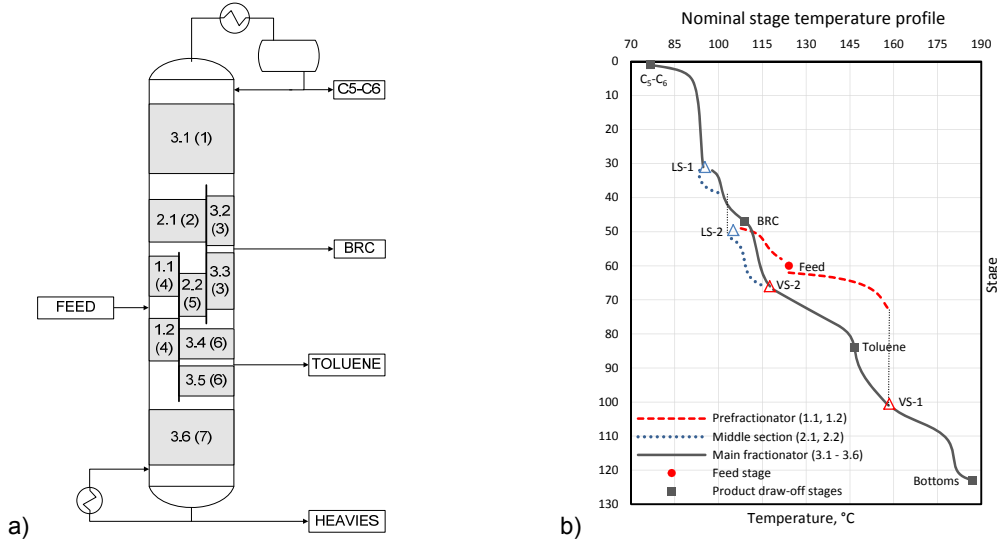 C5-C6
3.1 (1)
2.1 (2)
3.2
(3)
BRC
1.1
(4)
2.2
(5)
3.3
(3)
FEED
1.2
(4)
3.4 (6)
TOLUENE
3.5 (6)
3.6 (7)
HEAVIES
a)
Nominal stage temperature profile
70 85 100 115 130 145 160 175 190
0
10
20
30
40
50
60
70
80
90
100
110
120
130
Stage
C5-C6
LS-1
BRC
LS-2
Feed
VS-2
Toluene
VS-1
Bottoms
Prefractionator (1.1, 1.2)
Middle section (2.1, 2.2)
Main fractionator (3.1 - 3.6)
Feed stage
Product draw-off stages
Temperature, °C
b)